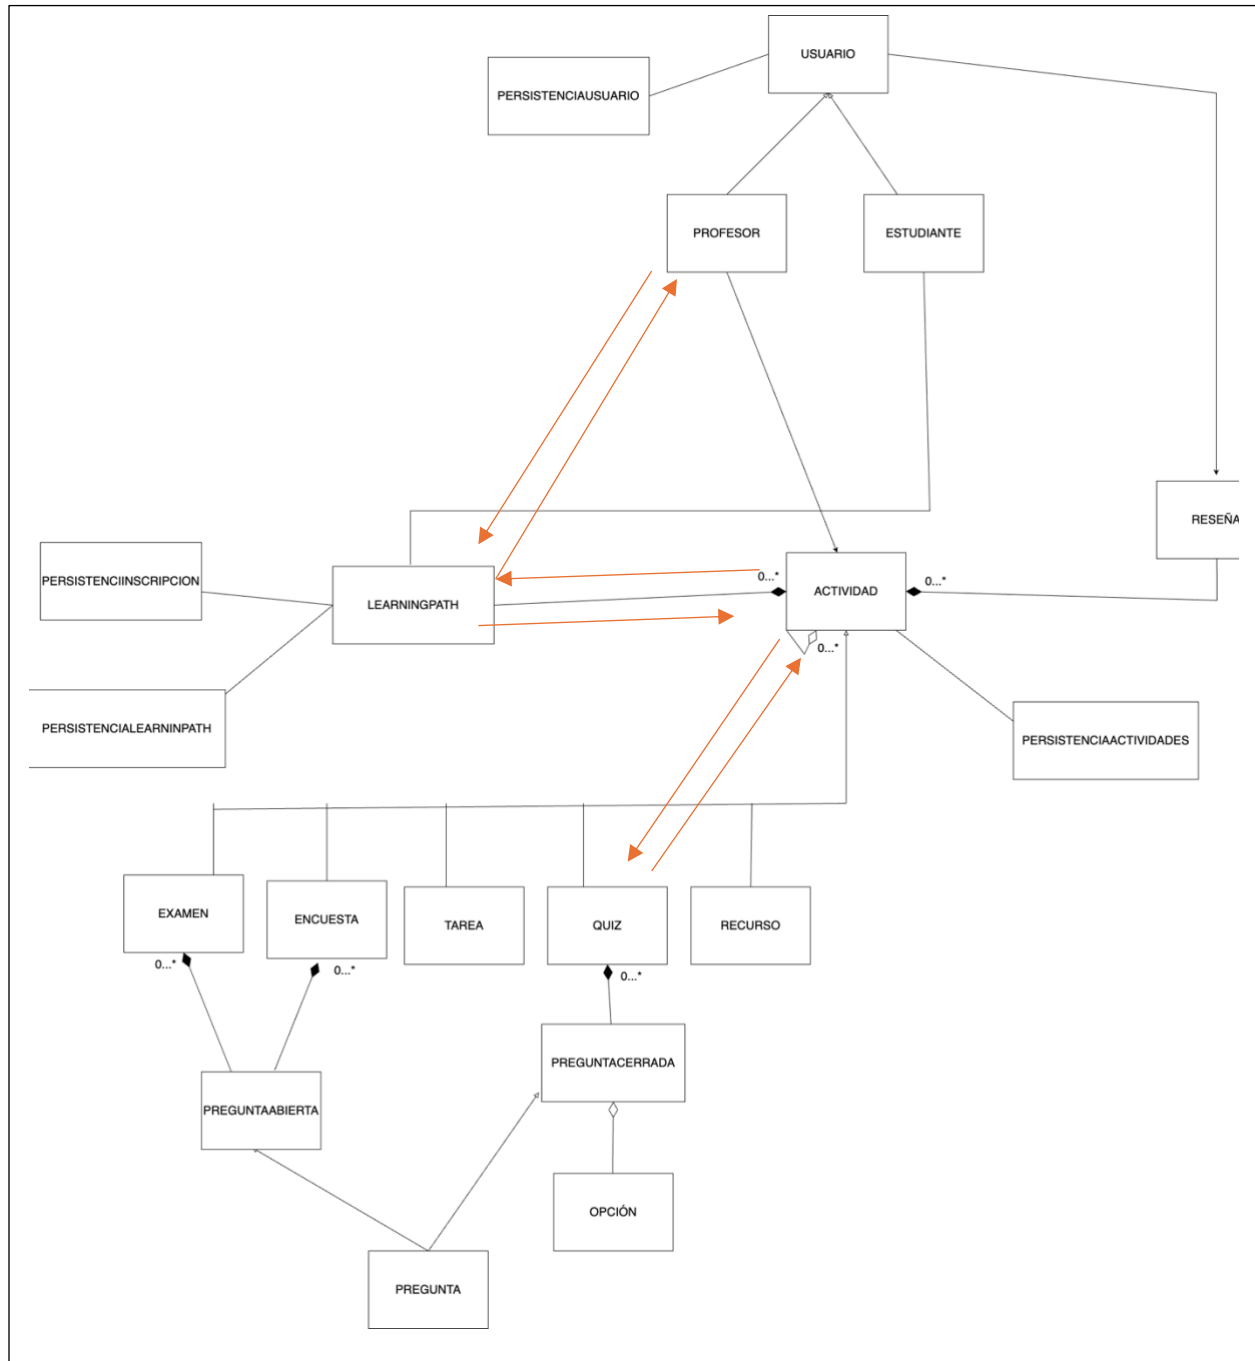 USUARIO
PERSISTENCIAUSUARIO
PROFESOR
ESTUDIANTE
RESEÑA
PERSISTENCIINSCRIPCION
LEARNINGPATH
0...*
ACTIVIDAD
0...*
0...*
PERSISTENCIALEARNINPATH
PERSISTENCIAACTIVIDADES
EXAMEN
ENCUESTA
TAREA
QUIZ
RECURSO
0...*
0...*
0...*
PREGUNTACERRADA
PREGUNTAABIERTA
OPCIÓN
PREGUNTA